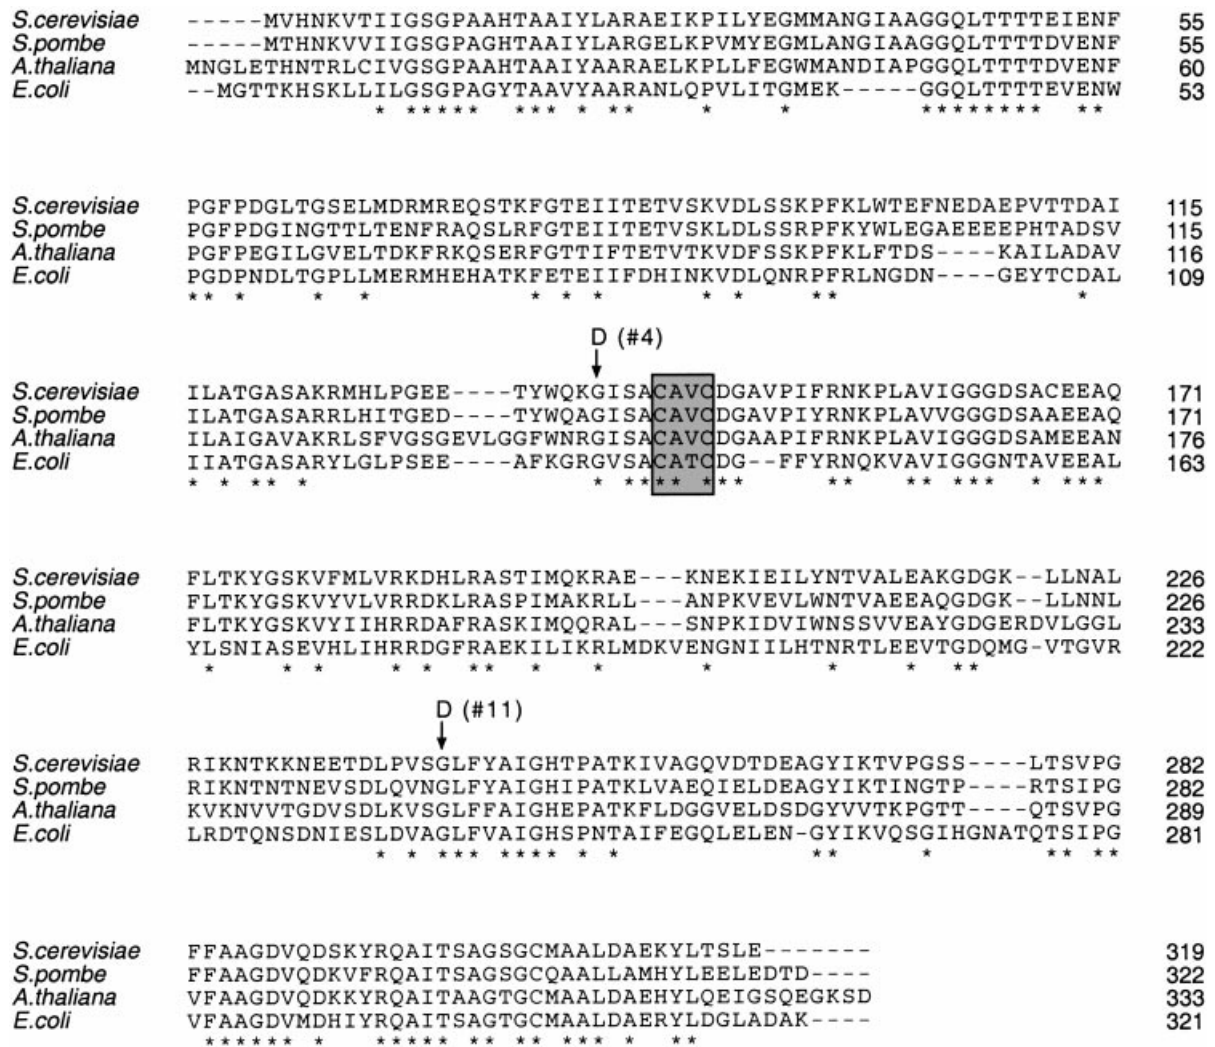 S.cerevisiae -----MVHNKVTIIGSGPAAHTAAIYLARAEIKPILYEGMMANGIAAGGQLTTTTEIENF 55
S.pombe -----MTHNKVVIIGSGPAGHTAAIYLARGELKPVMYEGMLANGIAAGGQLTTTTDVENF 55
A.thaliana MNGLETHNTRLCIVGSGPAAHTAAIYAARAELKPLLFEGWMANDIAPGGQLTTTTDVENF 60
E.coli --MGTTKHSKLLILGSGPAGYTAAVYAARANLQPVLITGMEK-----GGQLTTTTEVENW 53
* ***** *** * ** * * ******** **
S.cerevisiae PGFPDGLTGSELMDRMREQSTKFGTEIITETVSKVDLSSKPFKLWTEFNEDAEPVTTDAI 115
S.pombe PGFPDGINGTTLTENFRAQSLRFGTEIITETVSKLDLSSRPFKYWLEGAEEEEPHTADSV 115
A.thaliana PGFPEGILGVELTDKFRKQSERFGTTIFTETVTKVDFSSKPFKLFTDS----KAILADAV 116
E.coli PGDPNDLTGPLLMERMHEHATKFETEIIFDHINKVDLQNRPFRLNGDN----GEYTCDAL 109
** * * * * * * * * ** *
D (#4)
S.cerevisiae ILATGASAKRMHLPGEE----TYWQKGISACAVCDGAVPIFRNKPLAVIGGGDSACEEAQ 171
S.pombe ILATGASARRLHITGED----TYWQAGISACAVCDGAVPIYRNKPLAVVGGGDSAAEEAQ 171
A.thaliana ILAIGAVAKRLSFVGSGEVLGGFWNRGISACAVCDGAAPIFRNKPLAVIGGGDSAMEEAN 176
E.coli IIATGASARYLGLPSEE----AFKGRGVSACATCDG--FFYRNQKVAVIGGGNTAVEEAL 163
* * ** * * **** *** ** ** *** * ***
S.cerevisiae FLTKYGSKVFMLVRKDHLRASTIMQKRAE---KNEKIEILYNTVALEAKGDGK--LLNAL 226
S.pombe FLTKYGSKVYVLVRRDKLRASPIMAKRLL---ANPKVEVLWNTVAEEAQGDGK--LLNNL 226
A.thaliana FLTKYGSKVYIIHRRDAFRASKIMQQRAL---SNPKIDVIWNSSVVEAYGDGERDVLGGL 233
E.coli YLSNIASEVHLIHRRDGFRAEKILIKRLMDKVENGNIILHTNRTLEEVTGDQMG-VTGVR 222
* * * * * ** * * * * * **
D (#11)
S.cerevisiae RIKNTKKNEETDLPVSGLFYAIGHTPATKIVAGQVDTDEAGYIKTVPGSS----LTSVPG 282
S.pombe RIKNTNTNEVSDLQVNGLFYAIGHIPATKLVAEQIELDEAGYIKTINGTP----RTSIPG 282
A.thaliana KVKNVVTGDVSDLKVSGLFFAIGHEPATKFLDGGVELDSDGYVVTKPGTT----QTSVPG 289
E.coli LRDTQNSDNIESLDVAGLFVAIGHSPNTAIFEGQLELEN-GYIKVQSGIHGNATQTSIPG 281
* * *** **** * * ** * ** **
S.cerevisiae FFAAGDVQDSKYRQAITSAGSGCMAALDAEKYLTSLE------- 319
S.pombe FFAAGDVQDKVFRQAITSAGSGCQAALLAMHYLEELEDTD---- 322
A.thaliana VFAAGDVQDKKYRQAITAAGTGCMAALDAEHYLQEIGSQEGKSD 333
E.coli VFAAGDVMDHIYRQAITSAGTGCMAALDAERYLDGLADAK---- 321
****** * ***** ** ** *** * **